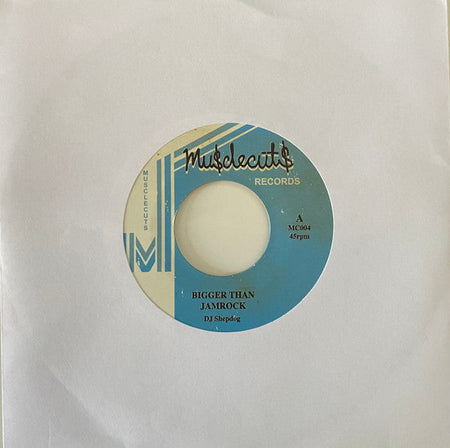 Mu$clecut$
RECORDS
MUSCLECUTS
A
MC004
45rpm
M
BIGGER THAN
JAMROCK
DJ Shepdog